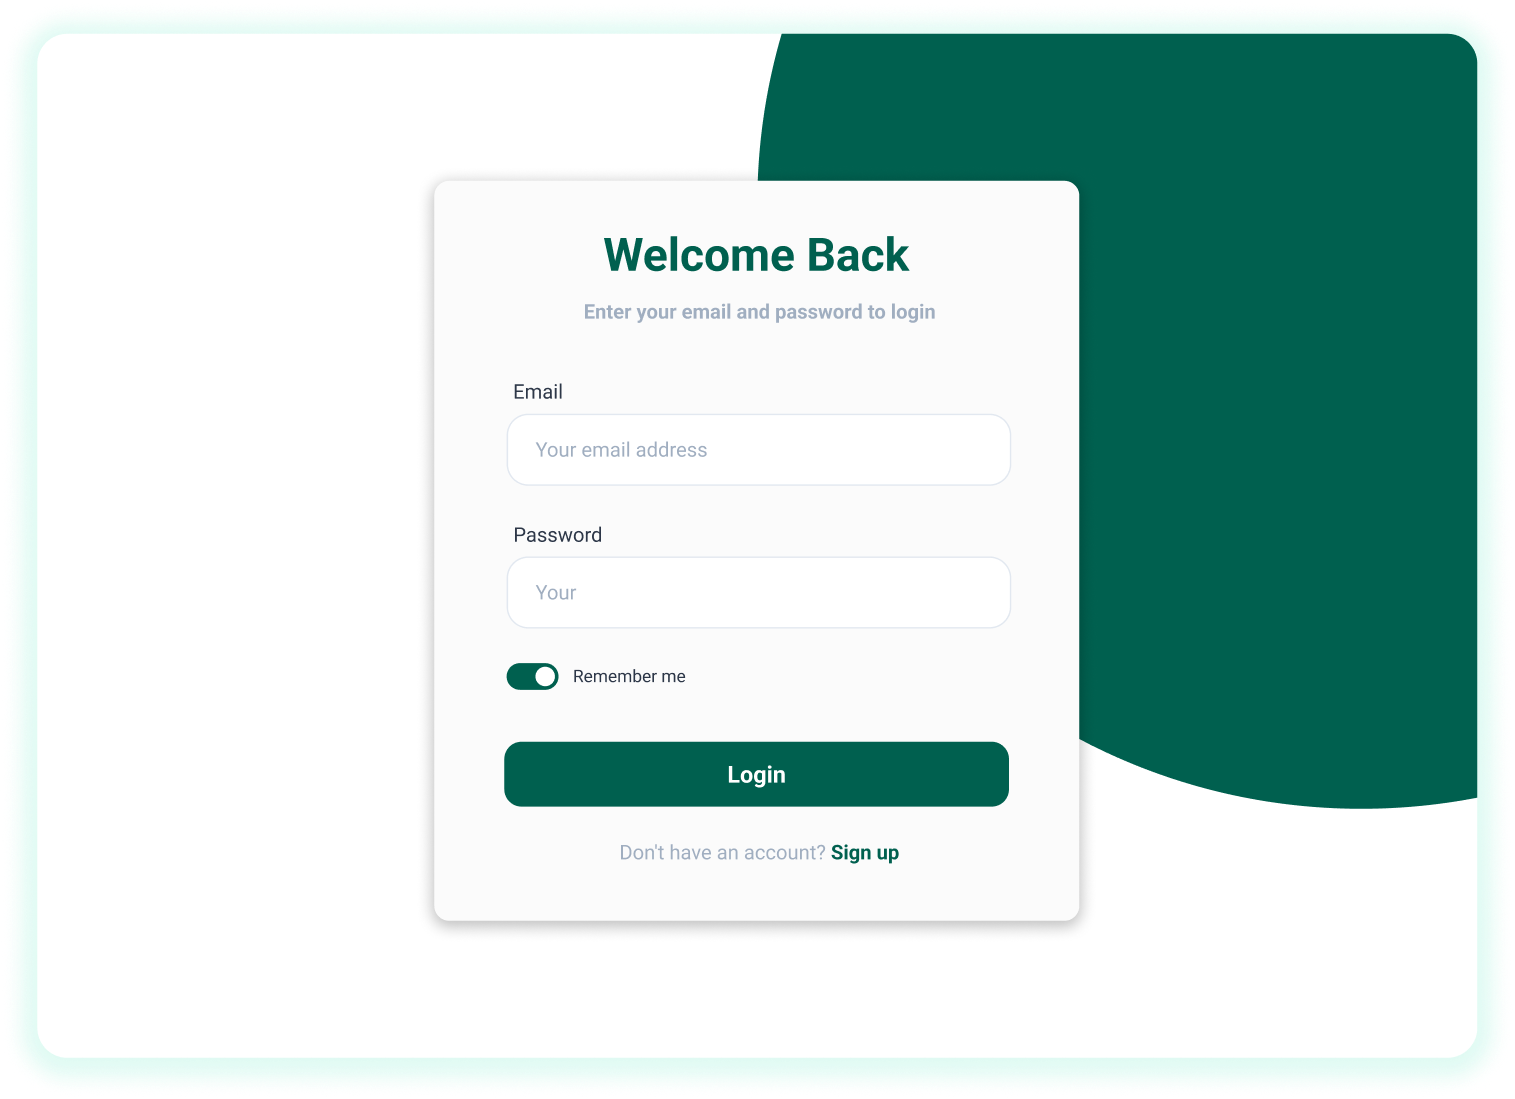 Welcome Back
Enter your email and password to login
Email
Your email address
Password
Your
Remember me
Login
Don't have an account? Sign up